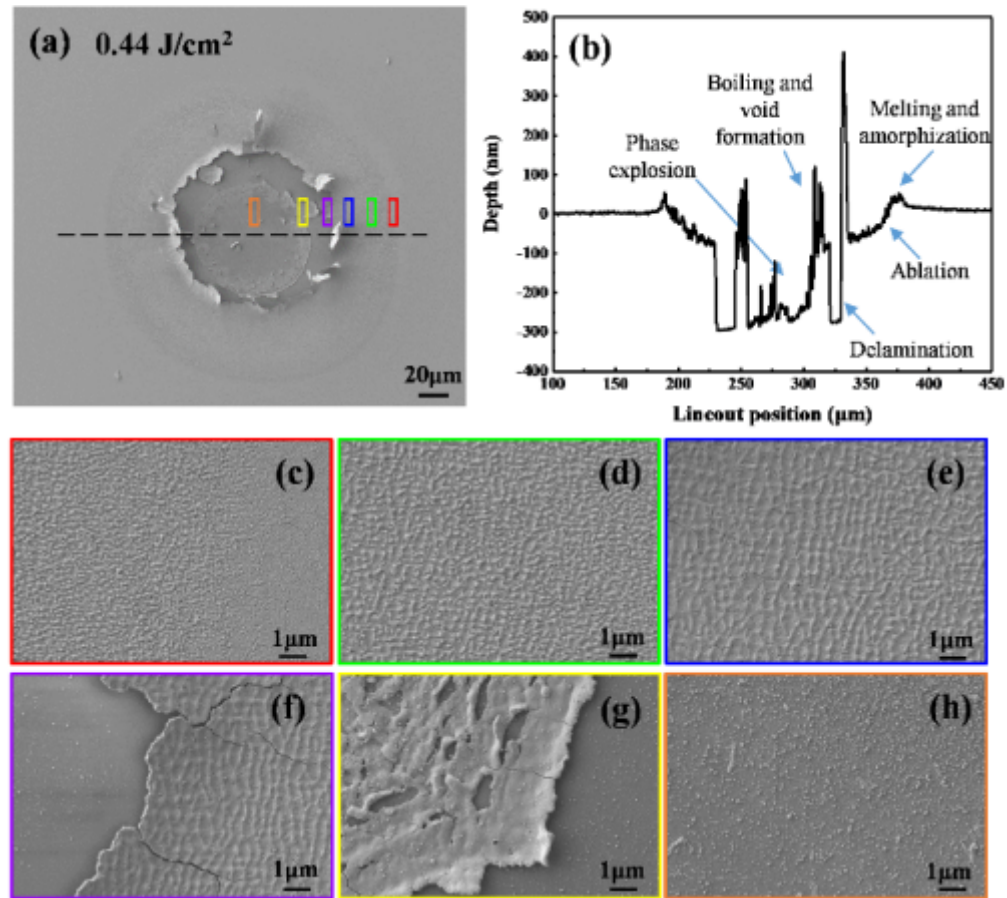 (a) 0.44 J/cm²
20μm
(b)
Depth (nm)
500
400
300
200
100
0
-100
-200
-300
-400
Boiling and
void
formation
Melting and
amorphization
Phase
explosion
Ablation
Delamination
100 200 250 300 350 400 450
Lincout position (μm)
(c)
1μm
(d)
1μm
(e)
1μm
(f)
1μm
(g)
1μm
(h)
1μm